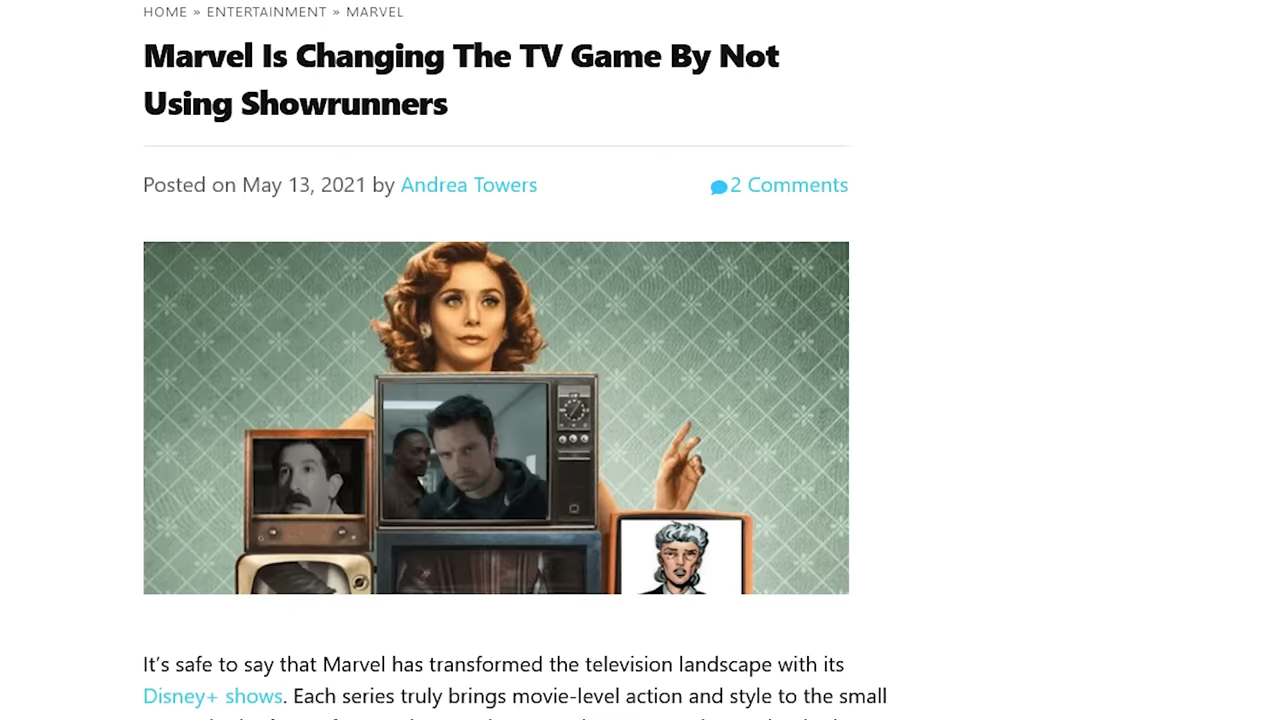 HOME » ENTERTAINMENT » MARVEL
Marvel Is Changing The TV Game By Not
Using Showrunners
Posted on May 13, 2021 by Andrea Towers
2 Comments
It’s safe to say that Marvel has transformed the television landscape with its
Disney+ shows. Each series truly brings movie-level action and style to the small